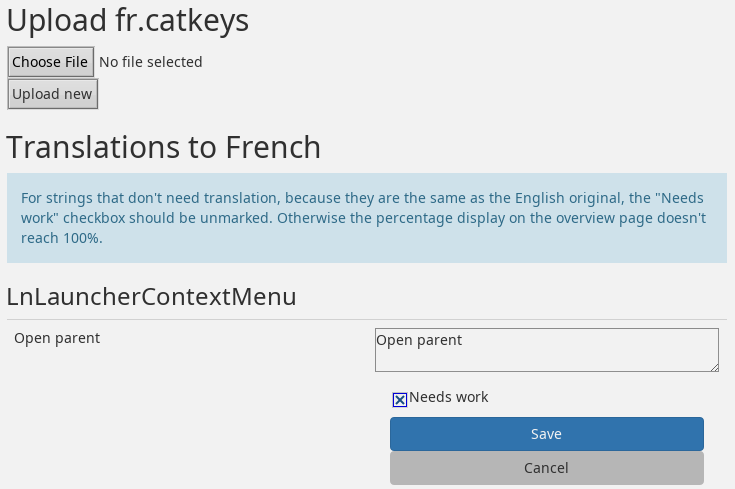 Upload fr.catkeys
Choose File No file selected
Upload new
Translations to French
For strings that don't need translation, because they are the same as the English original, the "Needs
work" checkbox should be unmarked. Otherwise the percentage display on the overview page doesn't
reach 100%.
LnLauncherContextMenu
Open parent Open parent
Needs work
Save
Cancel